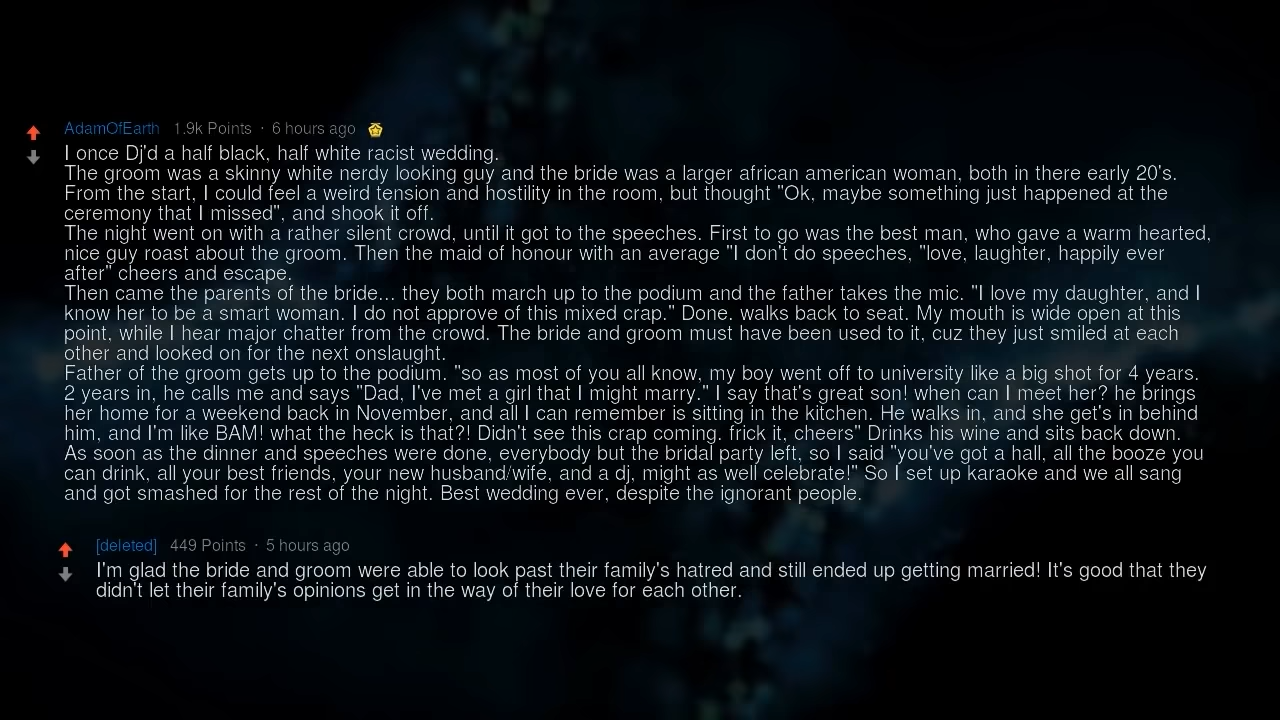 AdamOfEarth 1.9k Points · 6 hours ago
I once Dj'd a half black, half white racist wedding.
The groom was a skinny white nerdy looking guy and the bride was a larger african american woman, both in there early 20's.
From the start, I could feel a weird tension and hostility in the room, but thought "Ok, maybe something just happened at the
ceremony that I missed", and shook it off.
The night went on with a rather silent crowd, until it got to the speeches. First to go was the best man, who gave a warm hearted,
nice guy roast about the groom. Then the maid of honour with an average "I don't do speeches, "love, laughter, happily ever
after" cheers and escape.
Then came the parents of the bride... they both march up to the podium and the father takes the mic. "I love my daughter, and I
know her to be a smart woman. I do not approve of this mixed crap." Done, walks back to seat. My mouth is wide open at this
point, while I hear major chatter from the crowd. The bride and groom must have been used to it, cuz they just smiled at each
other and looked on for the next onslaught.
Father of the groom gets up to the podium. "so as most of you all know, my boy went off to university like a big shot for 4 years.
2 years in, he calls me and says "Dad, I've met a girl that I might marry." I say that's great son! when can I meet her? he brings
her home for a weekend back in November, and all I can remember is sitting in the kitchen. He walks in, and she get's in behind
him, and I'm like BAM! what the heck is that?! Didn't see this crap coming. frick it, cheers" Drinks his wine and sits back down.
As soon as the dinner and speeches were done, everybody but the bridal party left, so I said "you've got a hall, all the booze you
can drink, all your best friends, your new husband/wife, and a dj, might as well celebrate!" So I set up karaoke and we all sang
and got smashed for the rest of the night. Best wedding ever, despite the ignorant people.
[deleted] 449 Points · 5 hours ago
I'm glad the bride and groom were able to look past their family's hatred and still ended up getting married! It's good that they
didn't let their family's opinions get in the way of their love for each other.